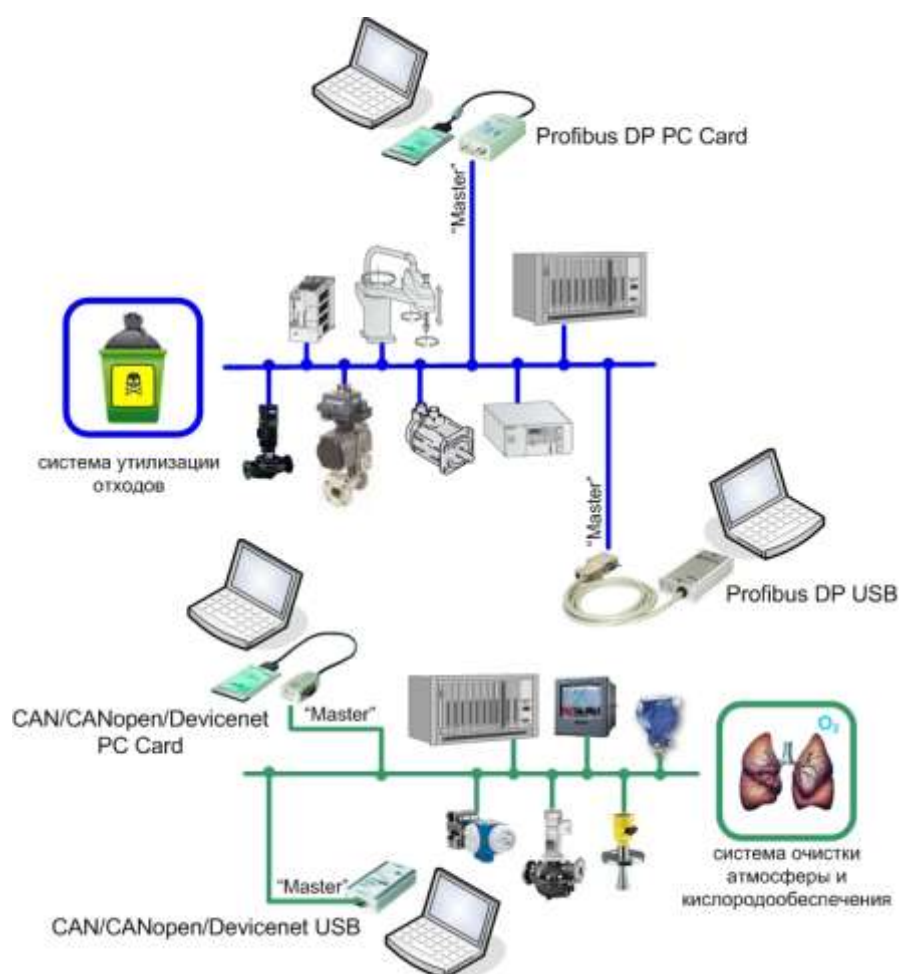 Profibus DP PC Card
"Master"
система утилизации
отходов
"Master"
Profibus DP USB
CAN/CANopen/Devicenet
PC Card
"Master"
O₂
система очистки
атмосферы и
кислородообеспечения
"Master"
CAN/CANopen/Devicenet USB